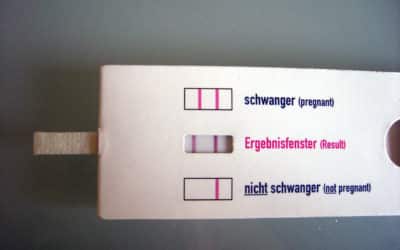 schwanger (pregnant)
Ergebnisfenster (Result)
nicht schwanger (not pregnant)